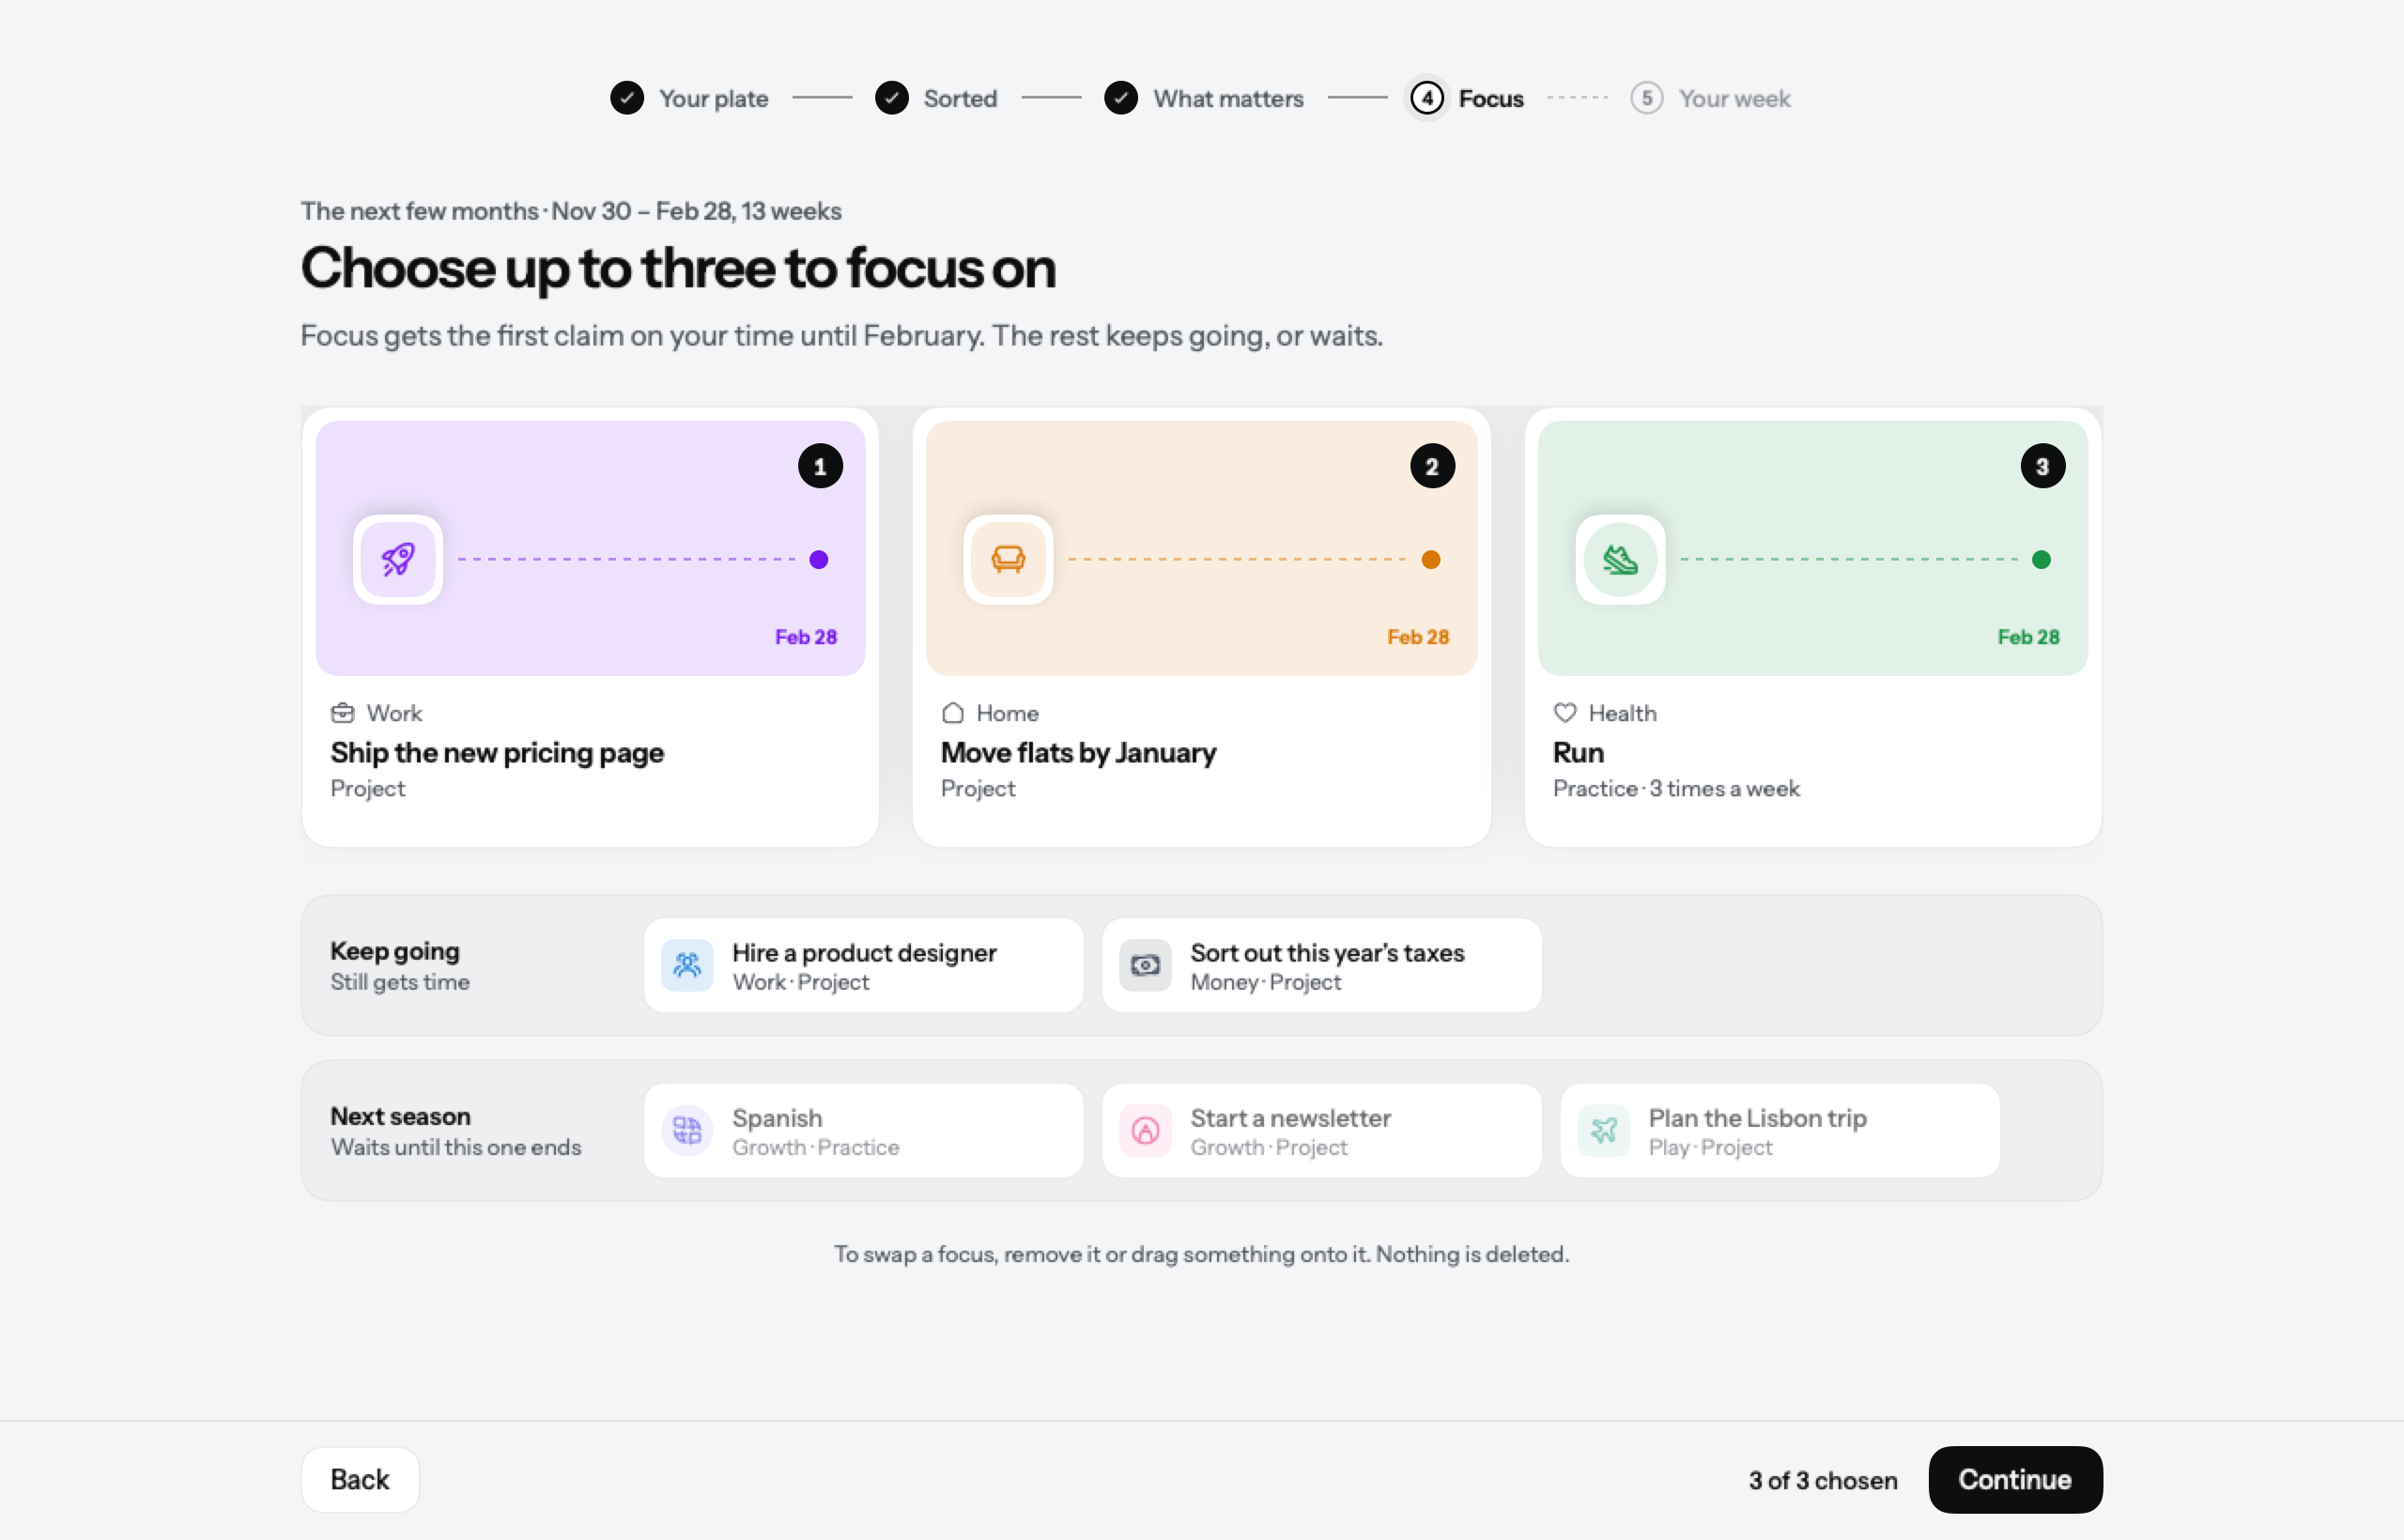 Your plate
Sorted
What matters
4 Focus
5 Your week
The next few months · Nov 30 – Feb 28, 13 weeks
Choose up to three to focus on
Focus gets the first claim on your time until February. The rest keeps going, or waits.
1
Feb 28
Work
Ship the new pricing page
Project
2
Feb 28
Home
Move flats by January
Project
3
Feb 28
Health
Run
Practice · 3 times a week
Keep going
Still gets time
Hire a product designer
Work · Project
Sort out this year’s taxes
Money · Project
Next season
Waits until this one ends
Spanish
Growth · Practice
Start a newsletter
Growth · Project
Plan the Lisbon trip
Play · Project
To swap a focus, remove it or drag something onto it. Nothing is deleted.
Back
3 of 3 chosen
Continue